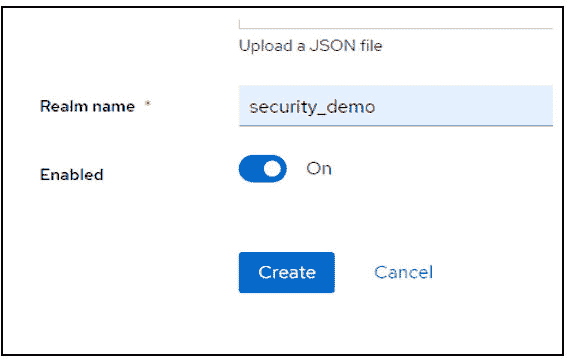 Upload a JSON file
Realm name *
security_demo
Enabled
On
Create
Cancel